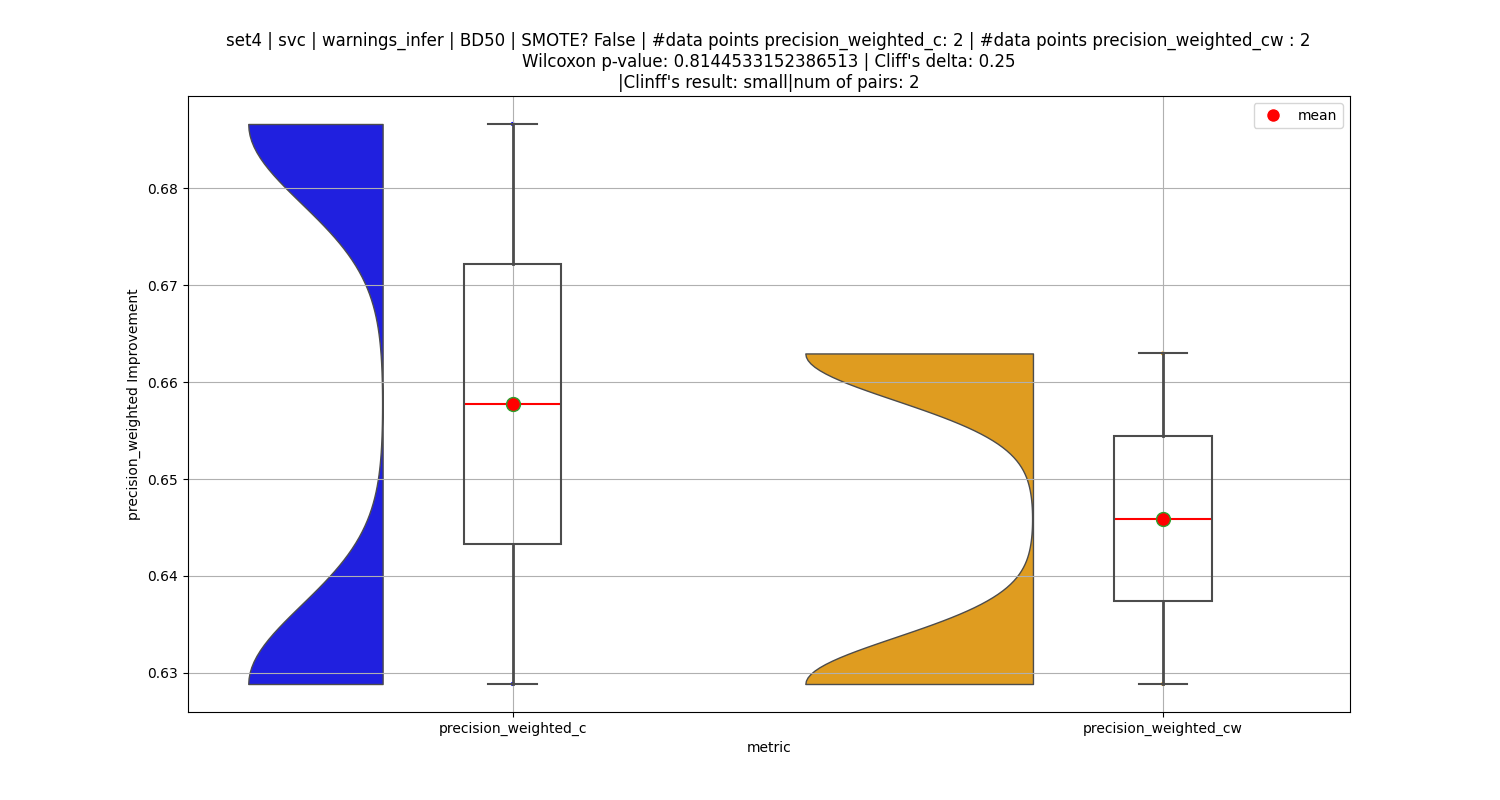 set4 | svc | warnings_infer | BD50 | SMOTE? False | #data points precision_weighted_c: 2 | #data points precision_weighted_cw : 2
Wilcoxon p-value: 0.8144533152386513 | Cliff's delta: 0.25
|Clinff's result: small|num of pairs: 2
mean
0.68
0.67
0.66
0.65
0.64
0.63
precision_weighted Improvement
precision_weighted_c
precision_weighted_cw
metric